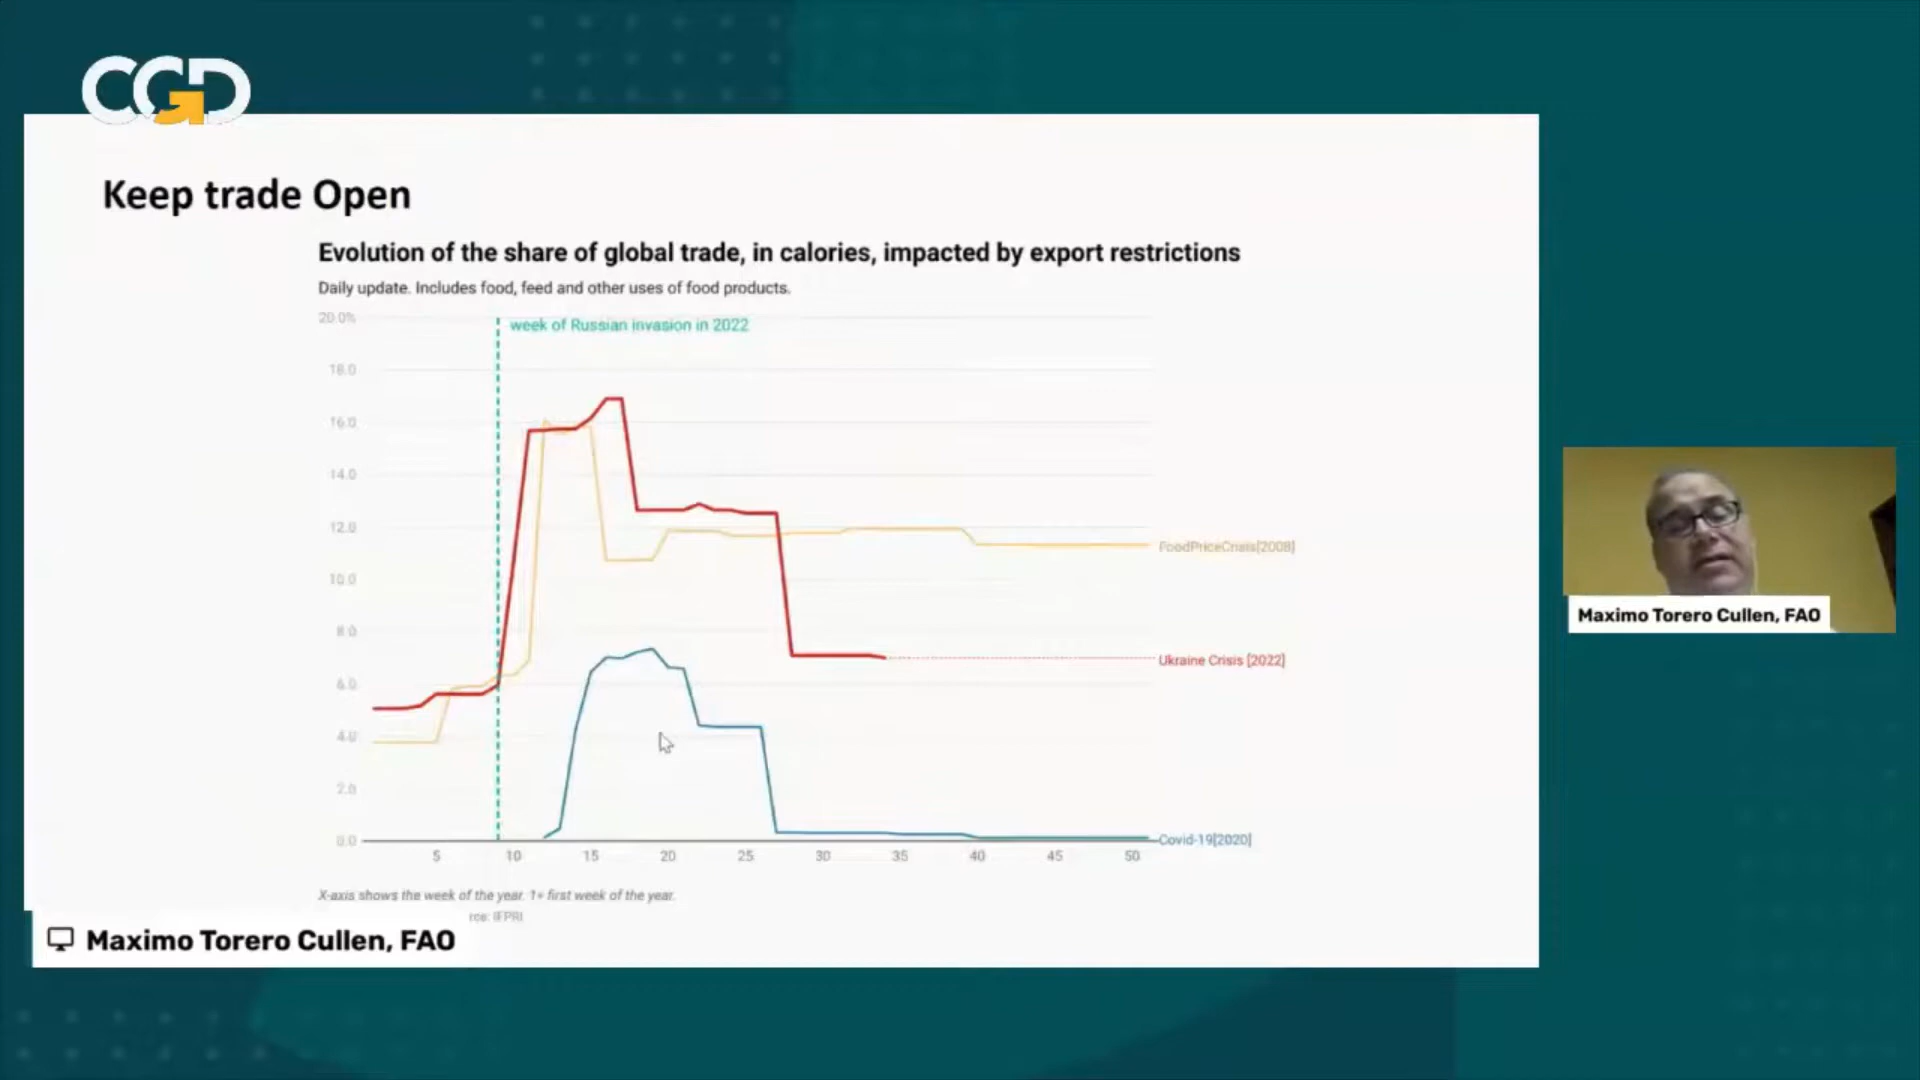 CGD
Keep trade Open
Evolution of the share of global trade, in calories, impacted by export restrictions
Daily update. Includes food, feed and other uses of food products.
20.0%
week of Russian invasion in 2022
18.0
16.0
14.0
12.0
FoodPriceCrisis[2008]
10.0
8.0
Ukraine Crisis [2022]
6.0
4.0
2.0
0.0
Covid-19[2020]
5 10 15 20 25 30 35 40 45 50
X-axis shows the week of the year. 1= first week of the year.
rce: IFPRI
Maximo Torero Cullen, FAO
Maximo Torero Cullen, FAO